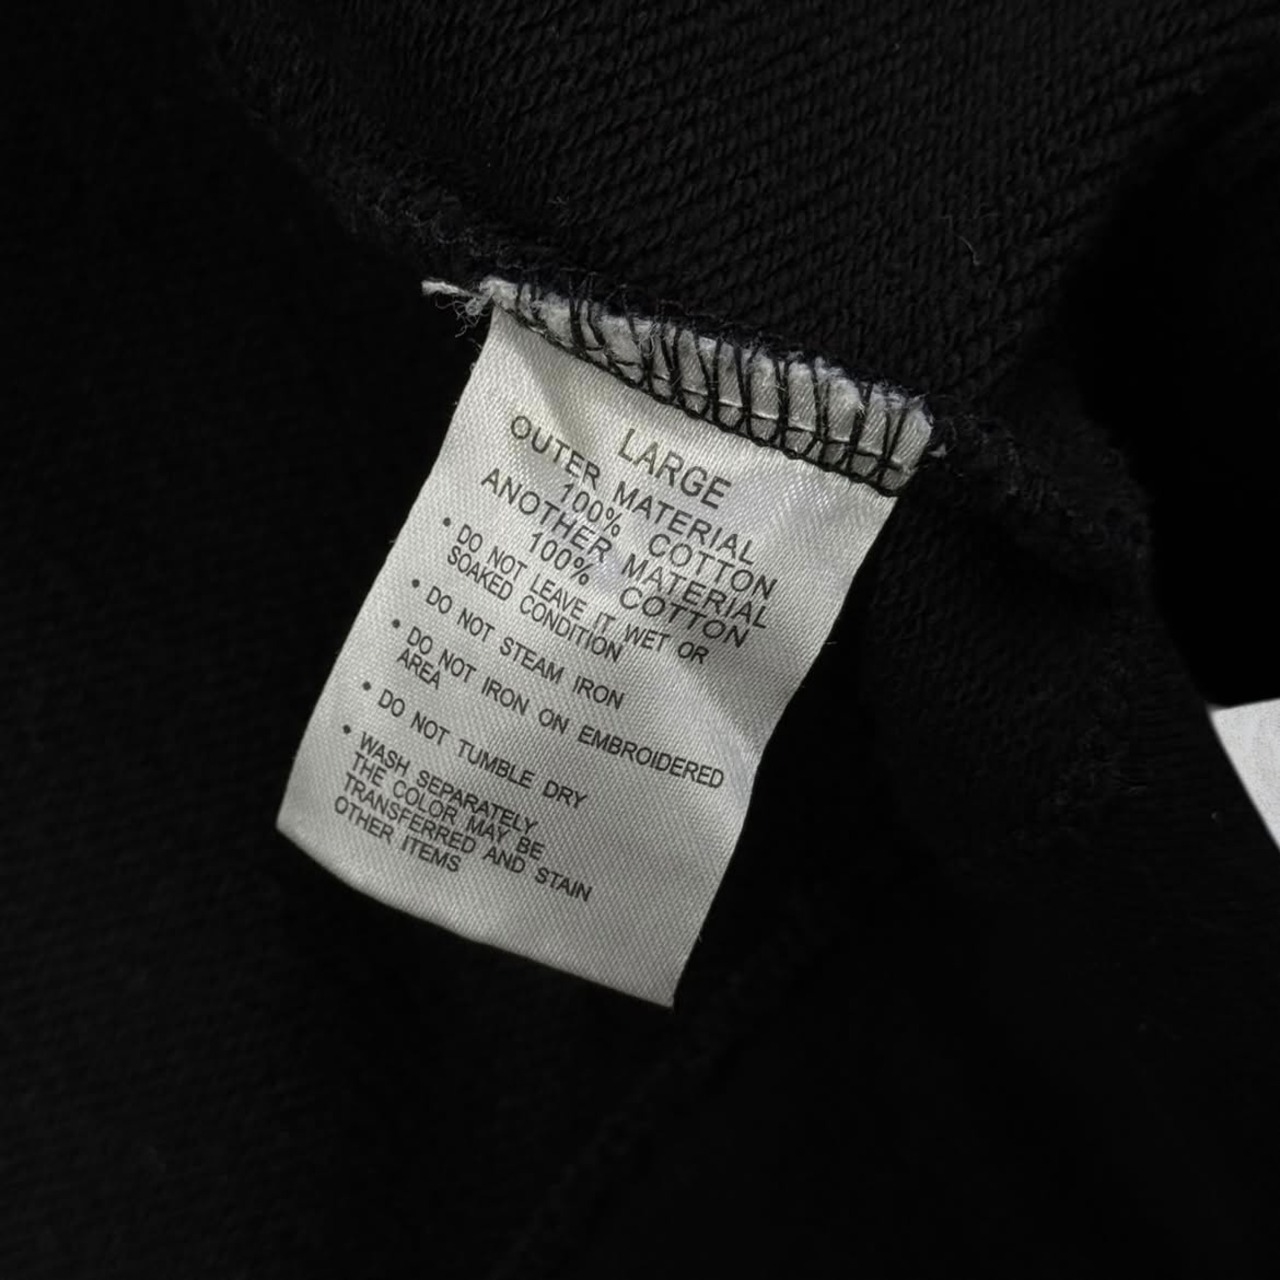 LARGE
OUTER MATERIAL
100% COTTON
ANOTHER MATERIAL
100% COTTON
• DO NOT LEAVE IT WET OR
SOAKED CONDITION
• DO NOT STEAM IRON
• DO NOT IRON ON EMBROIDERED
AREA
• DO NOT TUMBLE DRY
• WASH SEPARATELY.
THE COLOR MAY BE
TRANSFERRED AND STAIN
OTHER ITEMS